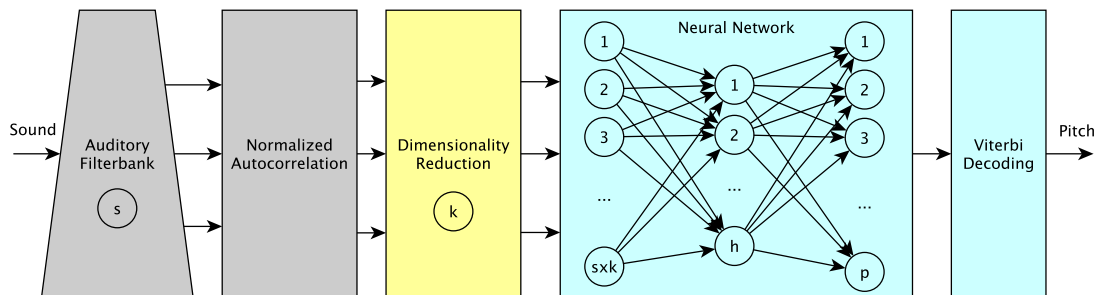 Sound
Auditory
Filterbank
s
Normalized
Autocorrelation
Dimensionality
Reduction
k
Neural Network
1
2
3
...
sxk
1
2
...
h
1
2
3
...
p
Viterbi
Decoding
Pitch